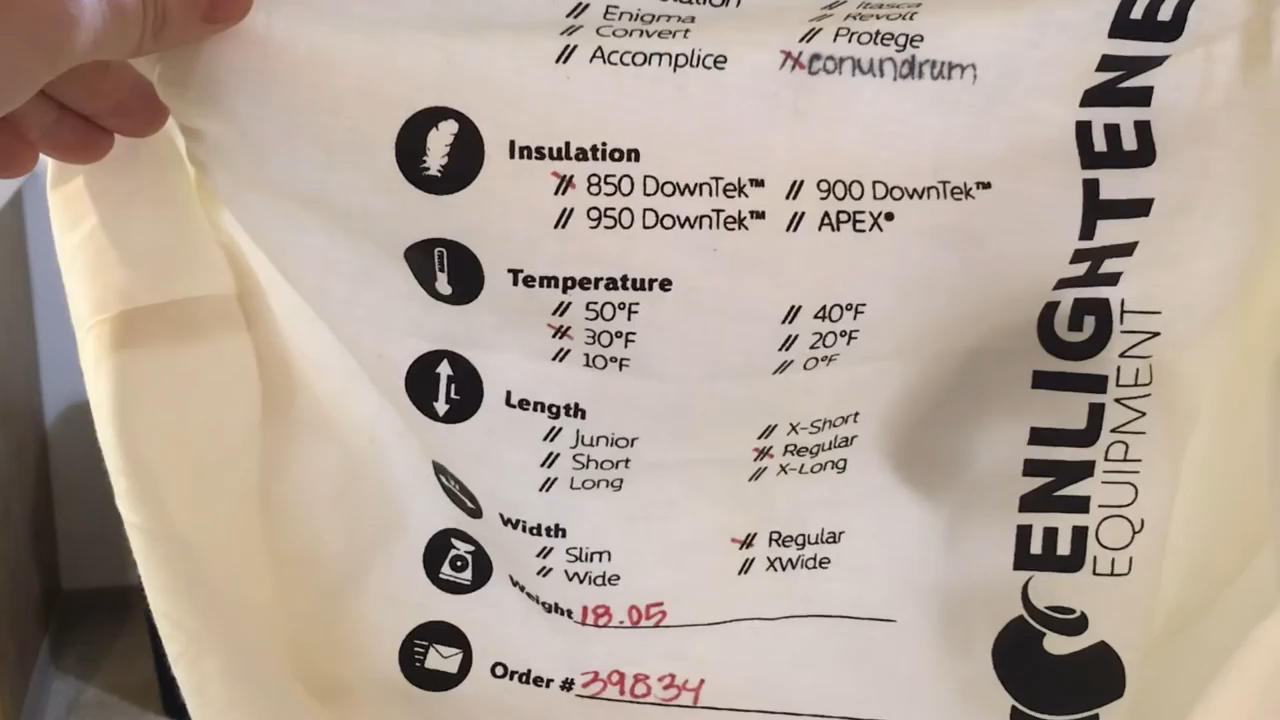 // Enigma // Revolt
// Convert // Protege
// Accomplice conundrum
Insulation
// 850 DownTek™ // 900 DownTek™
// 950 DownTek™ // APEX®
Temperature
// 50°F // 40°F
// 30°F // 20°F
// 10°F // 0°F
Length
// Junior // X-Short
// Short // Regular
// Long // X-Long
Width
// Slim // Regular
// Wide // XWide
Weight 18.05
Order # 39834
L
EQUIPMENT